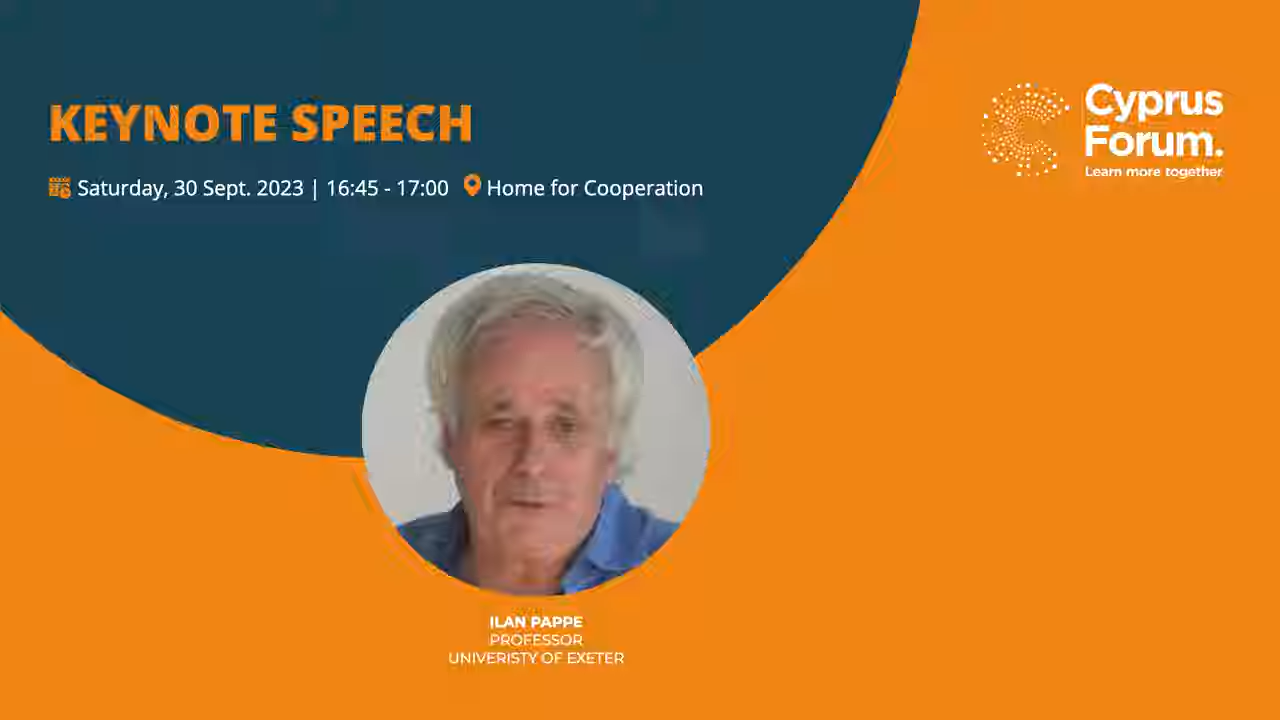 KEYNOTE SPEECH
Saturday, 30 Sept. 2023 | 16:45 - 17:00 Home for Cooperation
Cyprus
Forum.
Learn more together
ILAN PAPPE
PROFESSOR
UNIVERISTY OF EXETER